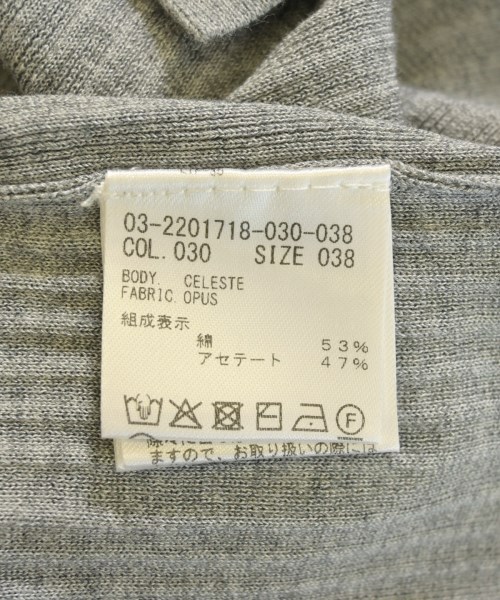 03-2201718-030-038
COL. 030 SIZE 038
BODY. CELESTE
FABRIC. OPUS
組成表示
綿 53%
アセテート 47%
F
ますので、お取り扱いの際には